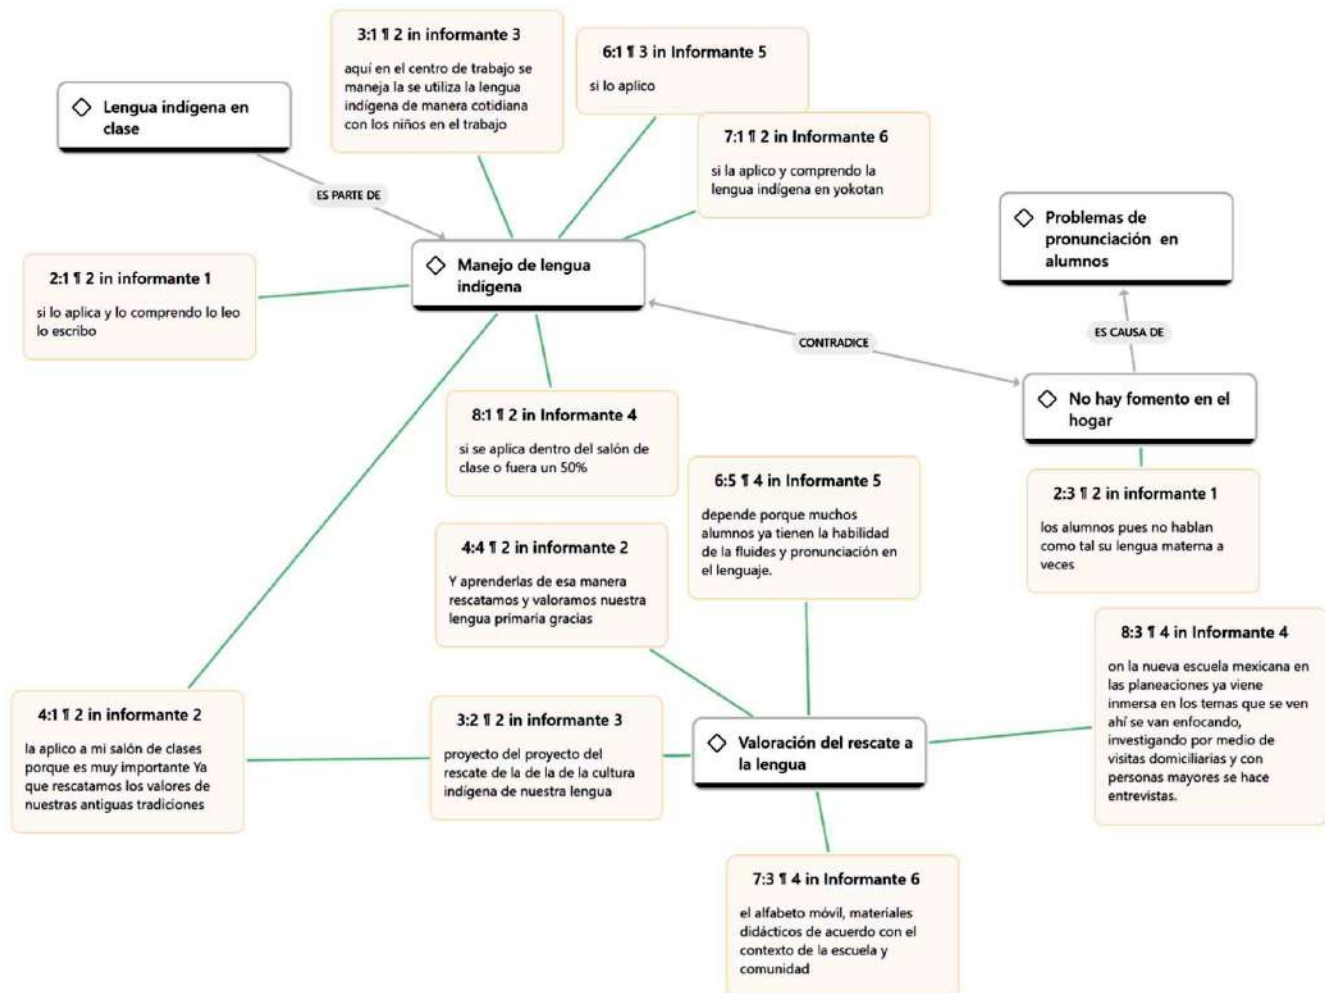 3:1 ¶ 2 in informante 3
aquí en el centro de trabajo se
maneja la se utiliza la lengua
indígena de manera cotidiana
con los niños en el trabajo
6:1 ¶ 3 in Informante 5
si lo aplico
◇ Lengua indígena en
clase
7:1 ¶ 2 in Informante 6
si la aplico y comprendo la
lengua indígena en yokotan
ES PARTE DE
◇ Problemas de
pronunciación en
alumnos
◇ Manejo de lengua
indígena
2:1 ¶ 2 in informante 1
si lo aplica y lo comprendo lo leo
lo escribo
CONTRADICE
ES CAUSA DE
◇ No hay fomento en el
hogar
8:1 ¶ 2 in Informante 4
si se aplica dentro del salón de
clase o fuera un 50%
6:5 ¶ 4 in Informante 5
depende porque muchos
alumnos ya tienen la habilidad
de la fluides y pronunciación en
el lenguaje.
2:3 ¶ 2 in informante 1
los alumnos pues no hablan
como tal su lengua materna a
veces
4:4 ¶ 2 in informante 2
Y aprenderlas de esa manera
rescatamos y valoramos nuestra
lengua primaria gracias
8:3 ¶ 4 in Informante 4
on la nueva escuela mexicana en
las planeaciones ya viene
inmersa en los temas que se ven
ahí se van enfocando,
investigando por medio de
visitas domiciliarias y con
personas mayores se hace
entrevistas.
4:1 ¶ 2 in informante 2
la aplico a mi salón de clases
porque es muy importante Ya
que rescatamos los valores de
nuestras antiguas tradiciones
3:2 ¶ 2 in informante 3
proyecto del proyecto del
rescate de la de la de la cultura
indígena de nuestra lengua
◇ Valoración del rescate a
la lengua
7:3 ¶ 4 in Informante 6
el alfabeto móvil, materiales
didácticos de acuerdo con el
contexto de la escuela y
comunidad